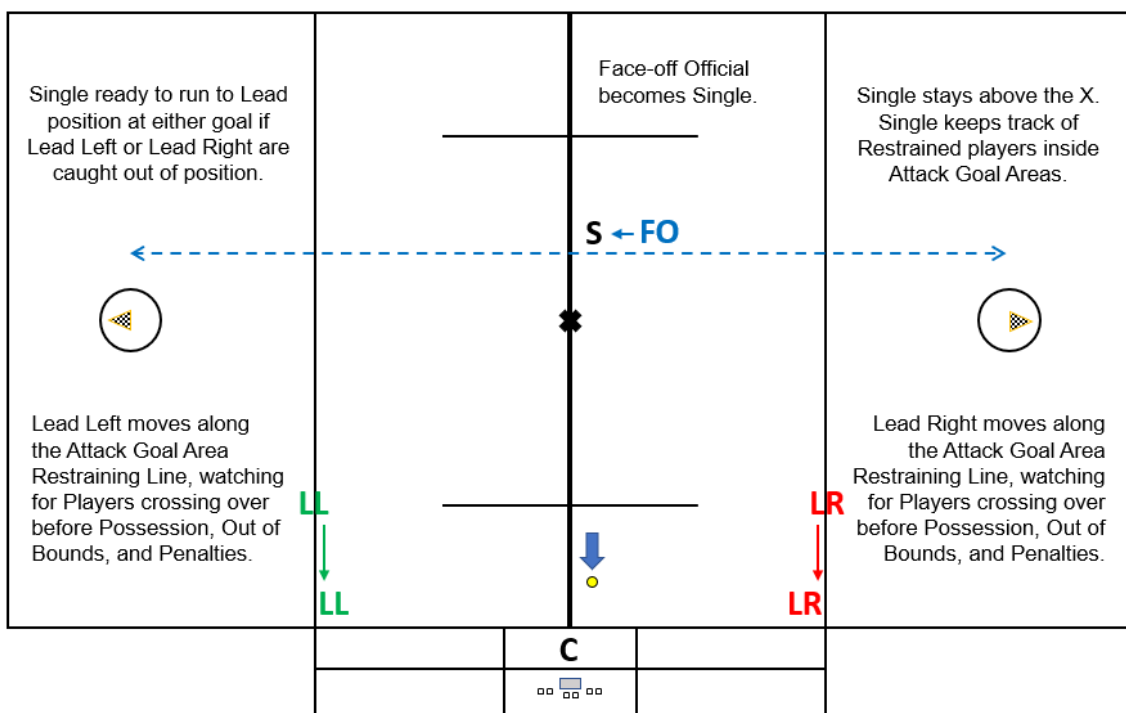 Face-off Official
becomes Single.
Single ready to run to Lead
position at either goal if
Lead Left or Lead Right are
caught out of position.
Single stays above the X.
Single keeps track of
Restrained players inside
Attack Goal Areas.
S
FO
Lead Left moves along
the Attack Goal Area
Restraining Line, watching
for Players crossing over
before Possession, Out of
Bounds, and Penalties.
Lead Right moves along
the Attack Goal Area
Restraining Line, watching
for Players crossing over
before Possession, Out of
Bounds, and Penalties.
LL
LR
LL
LR
C